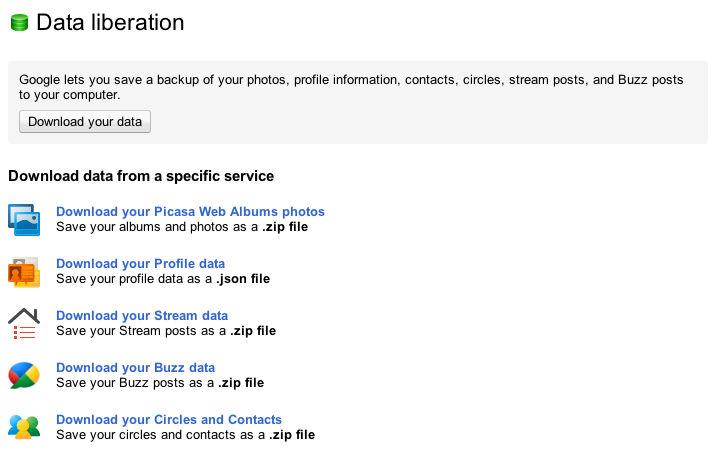 Data liberation
Google lets you save a backup of your photos, profile information, contacts, circles, stream posts, and Buzz posts
to your computer.
Download your data
Download data from a specific service
Download your Picasa Web Albums photos
Save your albums and photos as a .zip file
Download your Profile data
Save your profile data as a .json file
Download your Stream data
Save your Stream posts as a .zip file
Download your Buzz data
Save your Buzz posts as a .zip file
Download your Circles and Contacts
Save your circles and contacts as a .zip file